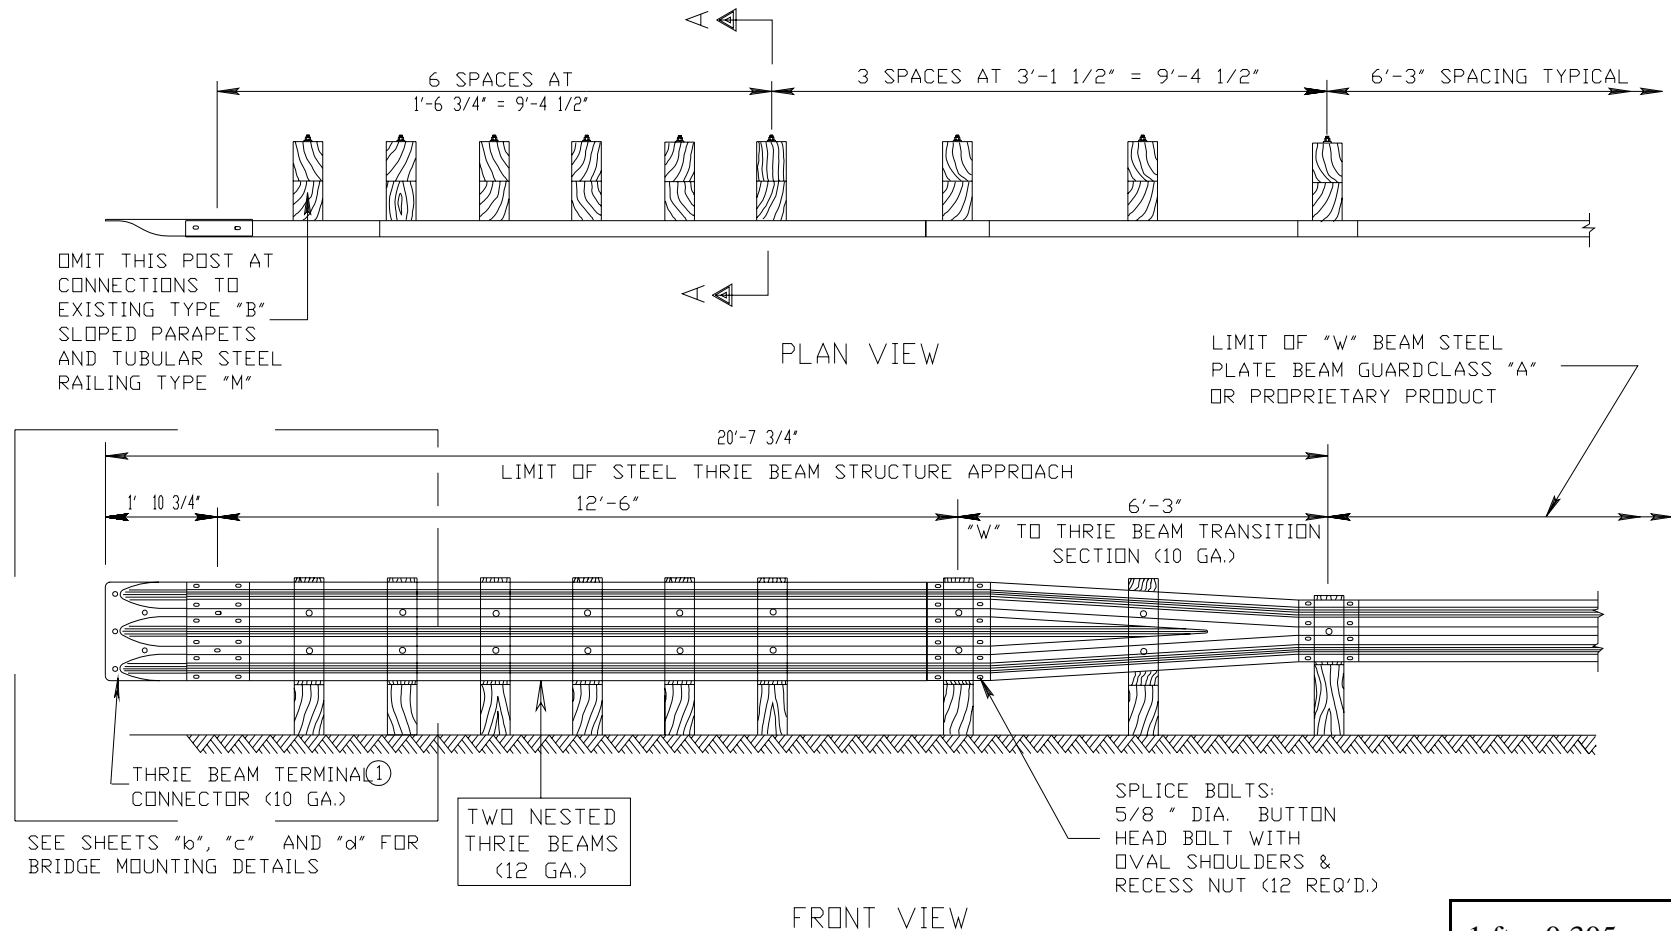 A
6 SPACES AT
1'-6 3/4" = 9'-4 1/2"
3 SPACES AT 3'-1 1/2" = 9'-4 1/2"
6'-3" SPACING TYPICAL
OMIT THIS POST AT
CONNECTIONS TO
EXISTING TYPE "B"
SLOPED PARAPETS
AND TUBULAR STEEL
RAILING TYPE "M"
A
PLAN VIEW
LIMIT OF "W" BEAM STEEL
PLATE BEAM GUARDCLASS "A"
OR PROPRIETARY PRODUCT
20'-7 3/4"
LIMIT OF STEEL THRIE BEAM STRUCTURE APPROACH
1' 10 3/4"
12'-6"
6'-3"
"W" TO THRIE BEAM TRANSITION
SECTION (10 GA.)
THRIE BEAM TERMINAL 1
CONNECTOR (10 GA.)
SEE SHEETS "b", "c" AND "d" FOR
BRIDGE MOUNTING DETAILS
TWO NESTED
THRIE BEAMS
(12 GA.)
SPLICE BOLTS:
5/8 " DIA. BUTTON
HEAD BOLT WITH
OVAL SHOULDERS &
RECESS NUT (12 REQ'D.)
FRONT VIEW